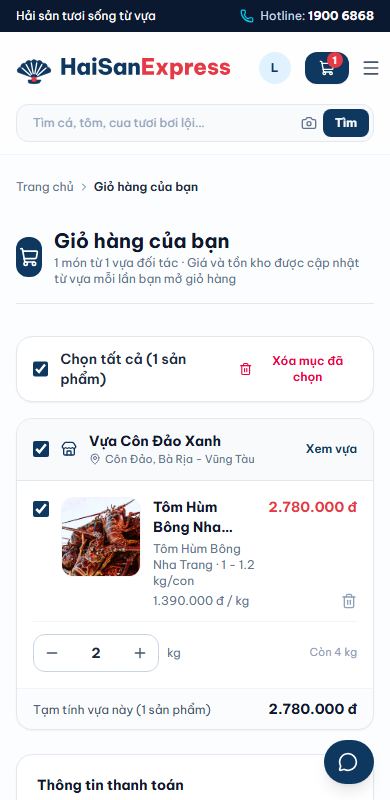 Hải sản tươi sống từ vựa
Hotline: 1900 6868
HaiSanExpress
L
1
Tìm cá, tôm, cua tươi bơi lội...
Tìm
Trang chủ > Giỏ hàng của bạn
Giỏ hàng của bạn
1 món từ 1 vựa đối tác · Giá và tồn kho được cập nhật
từ vựa mỗi lần bạn mở giỏ hàng
Chọn tất cả (1 sản
phẩm)
Xóa mục đã
chọn
Vựa Côn Đảo Xanh
Xem vựa
Côn Đảo, Bà Rịa - Vũng Tàu
Tôm Hùm
Bông Nha...
2.780.000 đ
Tôm Hùm Bông
Nha Trang · 1 - 1.2
kg/con
1.390.000 đ / kg
− 2 + kg
Còn 4 kg
Tạm tính vựa này (1 sản phẩm)
2.780.000 đ
Thông tin thanh toán